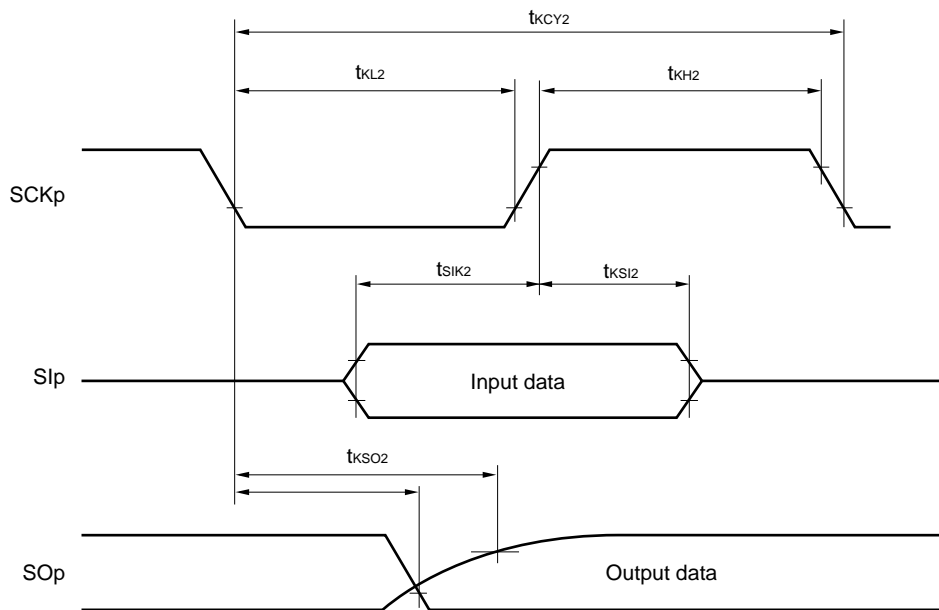 tKCY2
tKL2
tKH2
SCKp
tSIK2
tKSI2
SIp
Input data
tKSO2
SOp
Output data